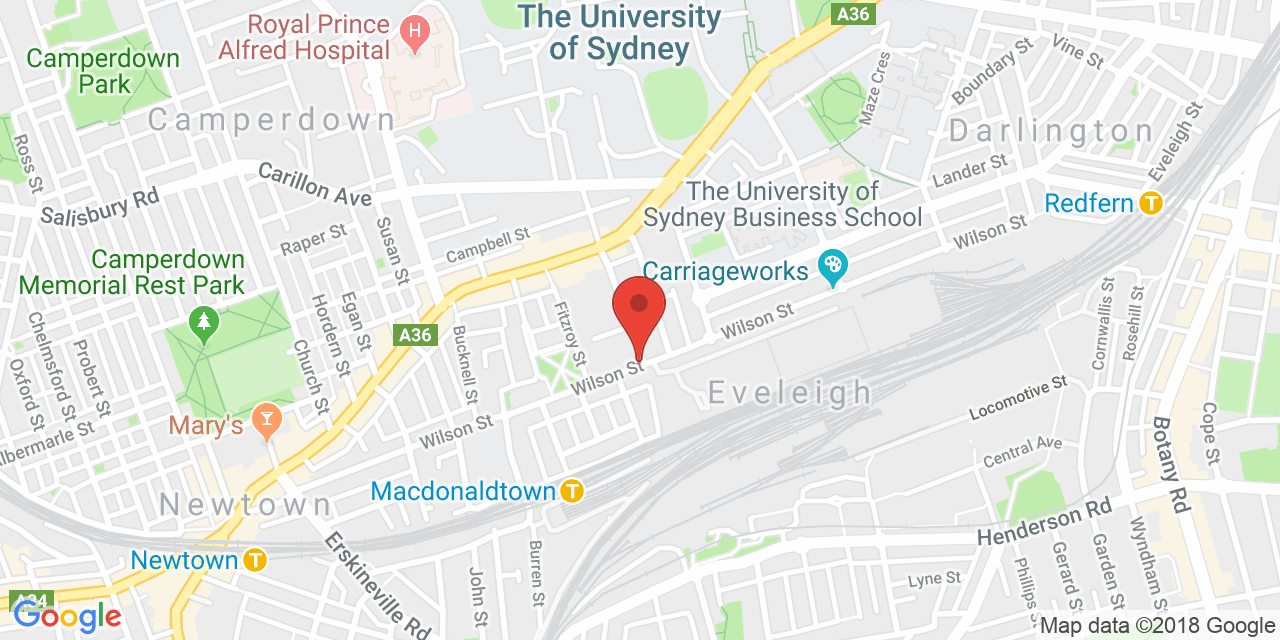 The University
of Sydney
A36
Royal Prince
Alfred Hospital
H
Camperdown
Park
Vine St
Boundary St
Maze Cres
Camperdown
Darlington
Eveleigh St
Ross St
Carillon Ave
Lander St
Salisbury Rd
The University of
Sydney Business School
Redfern
T
Susan St
Raper St
Campbell St
Wilson St
Camperdown
Memorial Rest Park
Carriageworks
Egan St
Hordern St
Fitzroy St
Wilson St
Cornwallis St
Rosehill St
Chelmsford St
Probert St
Oxford St
A36
Bucknell St
Church St
Wilson St
Eveleigh
Locomotive St
Mary's
Wilson St
Albermarle St
Central Ave
Cope St
Botany Rd
Macdonaldtown
T
Newtown
Henderson Rd
Newtown
T
Erskineville Rd
John St
Burren St
Lyne St
Phillips St
Gerard St
Garden St
Wyndham St
A34
Google
Map data ©2018 Google